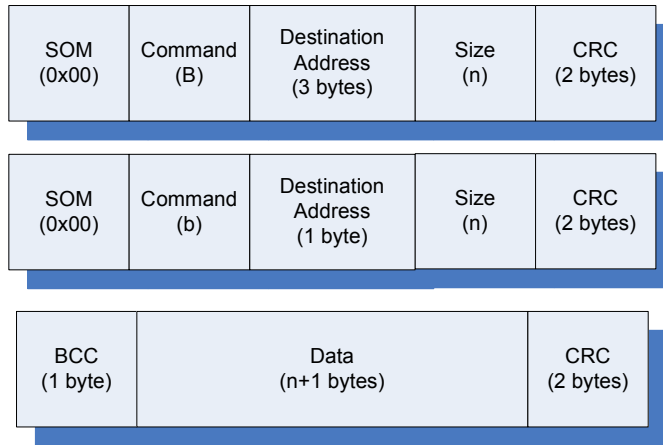 SOM
(0x00)
Command
(B)
Destination
Address
(3 bytes)
Size
(n)
CRC
(2 bytes)
SOM
(0x00)
Command
(b)
Destination
Address
(1 byte)
Size
(n)
CRC
(2 bytes)
BCC
(1 byte)
Data
(n+1 bytes)
CRC
(2 bytes)